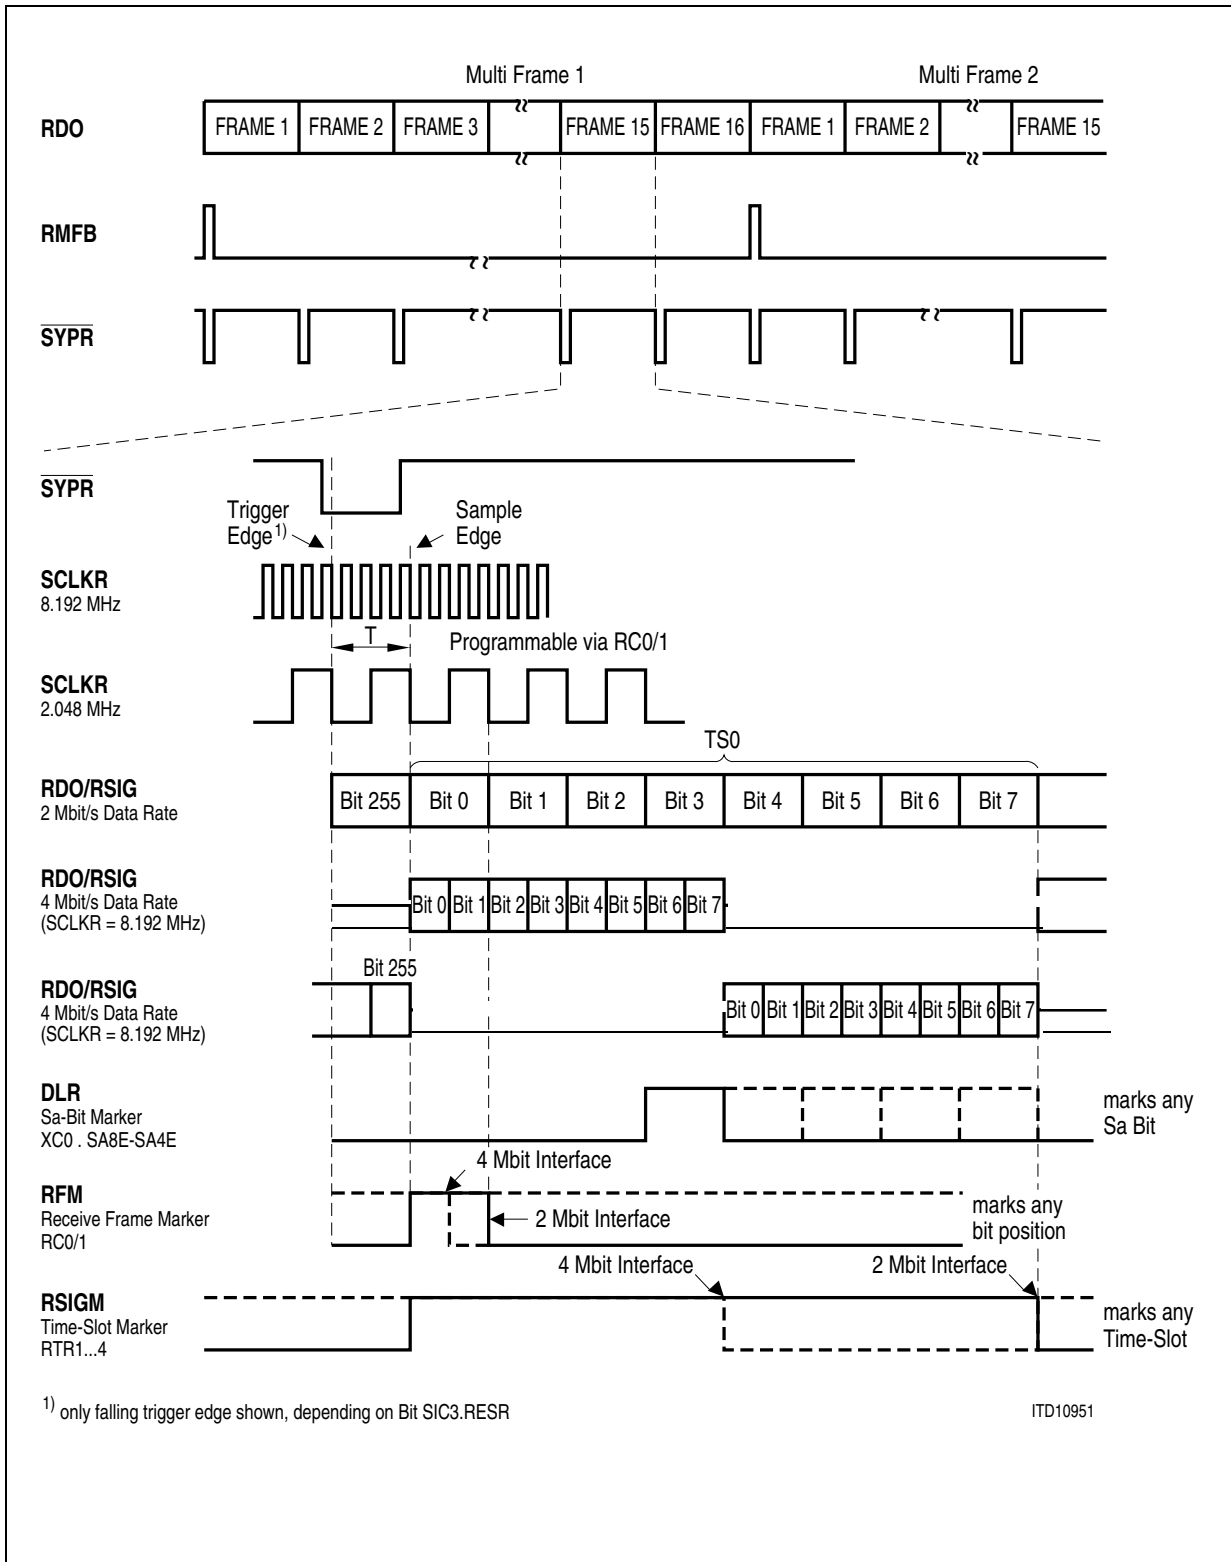 Multi Frame 1 Multi Frame 2
RDO FRAME 1 FRAME 2 FRAME 3 FRAME 15 FRAME 16 FRAME 1 FRAME 2 FRAME 15
RMFB
SYPR
SYPR
Trigger
Edge 1)
Sample
Edge
SCLKR
8.192 MHz
T Programmable via RC0/1
SCLKR
2.048 MHz
TS0
RDO/RSIG
2 Mbit/s Data Rate
Bit 255 Bit 0 Bit 1 Bit 2 Bit 3 Bit 4 Bit 5 Bit 6 Bit 7
RDO/RSIG
4 Mbit/s Data Rate
(SCLKR = 8.192 MHz)
Bit 0 Bit 1 Bit 2 Bit 3 Bit 4 Bit 5 Bit 6 Bit 7
Bit 255
RDO/RSIG
4 Mbit/s Data Rate
(SCLKR = 8.192 MHz)
Bit 0 Bit 1 Bit 2 Bit 3 Bit 4 Bit 5 Bit 6 Bit 7
DLR
Sa-Bit Marker
XC0 . SA8E-SA4E
marks any
Sa Bit
4 Mbit Interface
RFM
Receive Frame Marker
RC0/1
2 Mbit Interface
marks any
bit position
4 Mbit Interface 2 Mbit Interface
RSIGM
Time-Slot Marker
RTR1...4
marks any
Time-Slot
1) only falling trigger edge shown, depending on Bit SIC3.RESR
ITD10951